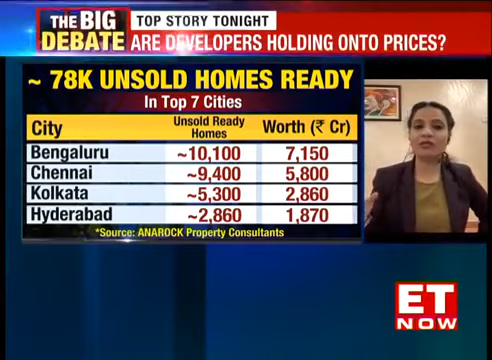 THE BIG
DEBATE
TOP STORY TONIGHT
ARE DEVELOPERS HOLDING ONTO PRICES?
~ 78K UNSOLD HOMES READY
In Top 7 Cities
City Unsold Ready Homes Worth (₹ Cr)
Bengaluru ~10,100 7,150
Chennai ~9,400 5,800
Kolkata ~5,300 2,860
Hyderabad ~2,860 1,870
*Source: ANAROCK Property Consultants
ET
NOW